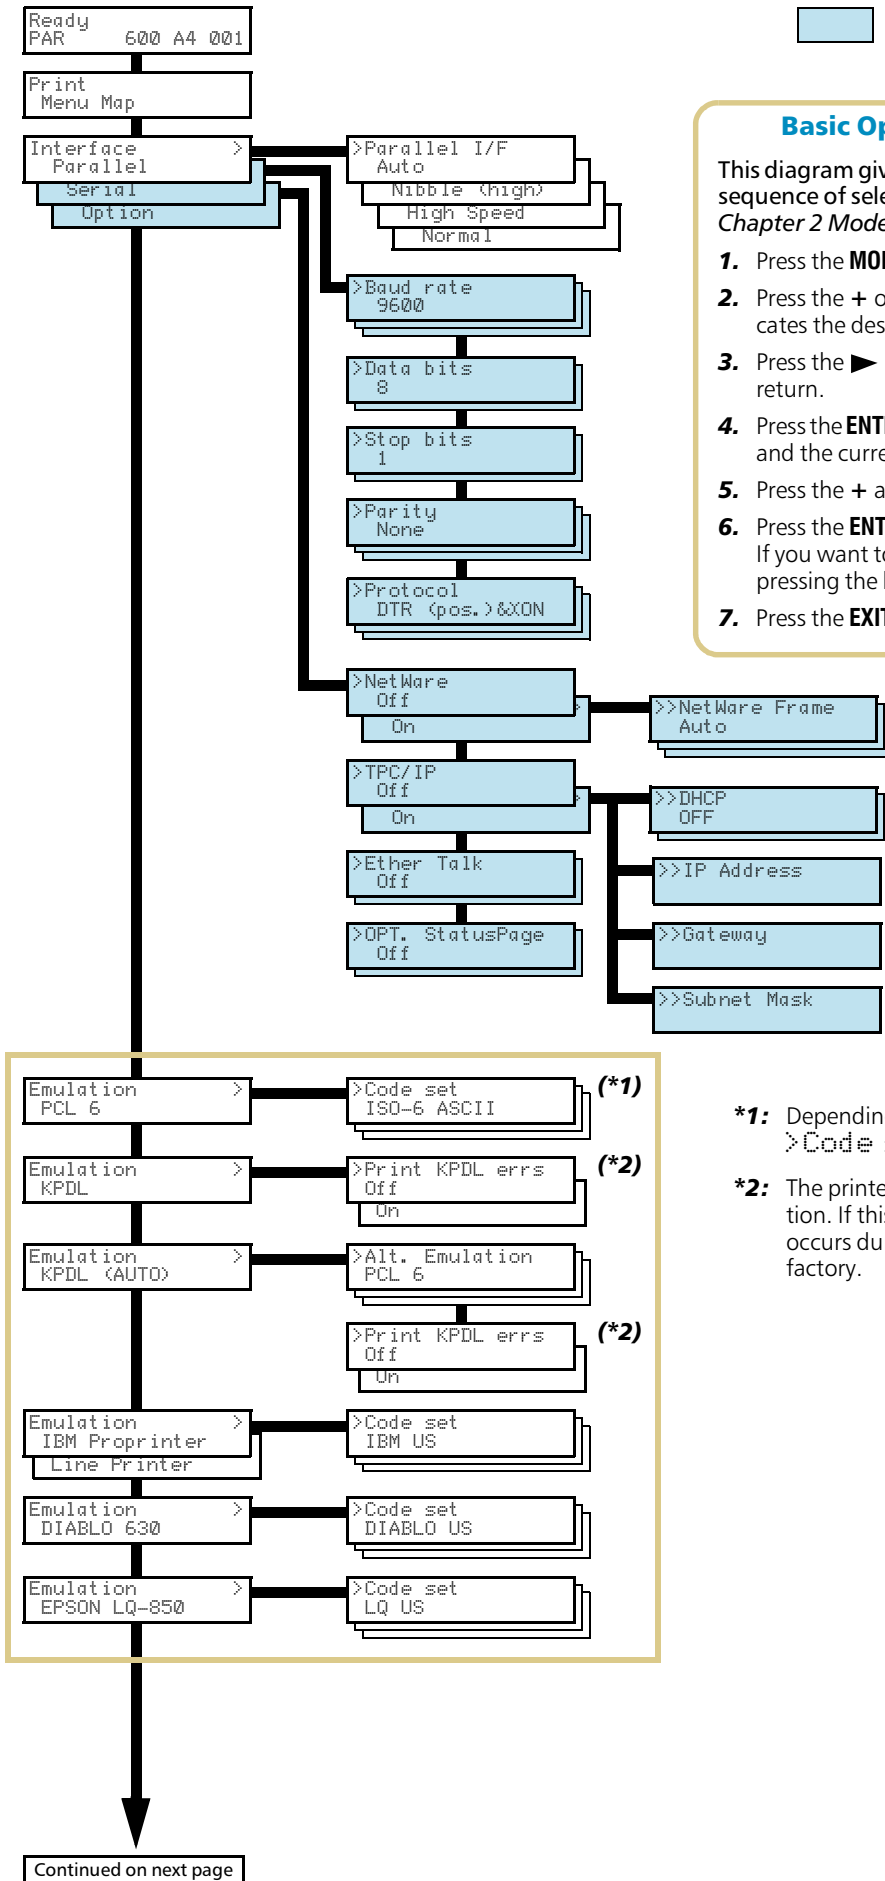 Ready
PAR 600 A4 001
Print
Menu Map
Interface >
Parallel
Serial
Option
>Parallel I/F
Auto
Nibble (high)
High Speed
Normal
>Baud rate
9600
>Data bits
8
>Stop bits
1
>Parity
None
>Protocol
DTR (pos.)&XON
>NetWare
Off
On
>>NetWare Frame
Auto
>TPC/IP
Off
On
>>DHCP
OFF
>>IP Address
>>Gateway
>>Subnet Mask
>Ether Talk
Off
>OPT. StatusPage
Off
Basic Op
This diagram giv
sequence of sele
Chapter 2 Mode
1. Press the MO
2. Press the + o
cates the des
3. Press the ▶
return.
4. Press the ENT
and the curre
5. Press the + a
6. Press the ENT
If you want to
pressing the
7. Press the EXIT
Emulation >
PCL 6
>Code set
ISO-6 ASCII
(*1)
Emulation >
KPDL
>Print KPDL errs
Off
On
(*2)
Emulation >
KPDL (AUTO)
>Alt. Emulation
PCL 6
>Print KPDL errs
Off
On
(*2)
Emulation >
IBM Proprinter
Line Printer
>Code set
IBM US
Emulation >
DIABLO 630
>Code set
DIABLO US
Emulation >
EPSON LQ-850
>Code set
LQ US
*1: Dependin
>Code
*2: The printe
tion. If this
occurs du
factory.
Continued on next page